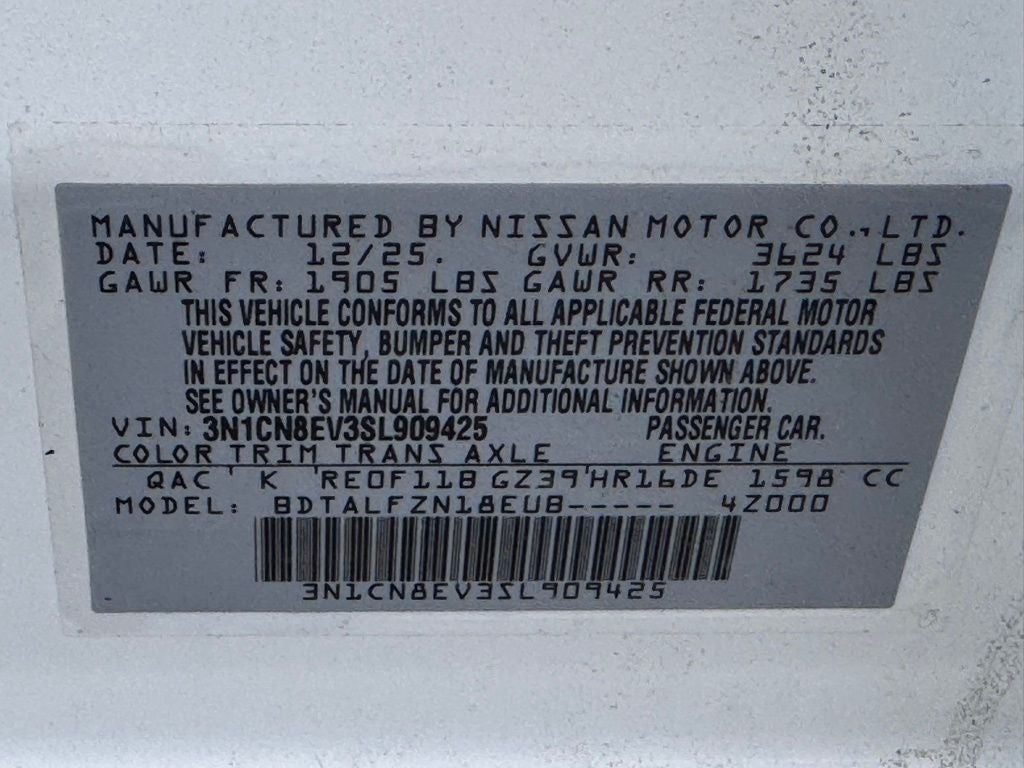 MANUFACTURED BY NISSAN MOTOR CO., LTD.
DATE: 12/25. GVWR: 3624 LBS
GAWR FR: 1905 LBS GAWR RR: 1735 LBS
THIS VEHICLE CONFORMS TO ALL APPLICABLE FEDERAL MOTOR
VEHICLE SAFETY, BUMPER AND THEFT PREVENTION STANDARDS
IN EFFECT ON THE DATE OF MANUFACTURE SHOWN ABOVE.
SEE OWNER'S MANUAL FOR ADDITIONAL INFORMATION.
VIN: 3N1CN8EV3SL909425 PASSENGER CAR.
COLOR TRIM TRANS AXLE ENGINE
QAC ' K 'RE0F11B GZ39'HR16DE 1598 CC
MODEL: BDTALFZN18EUB----- 4Z000
3N1CN8EV3SL909425